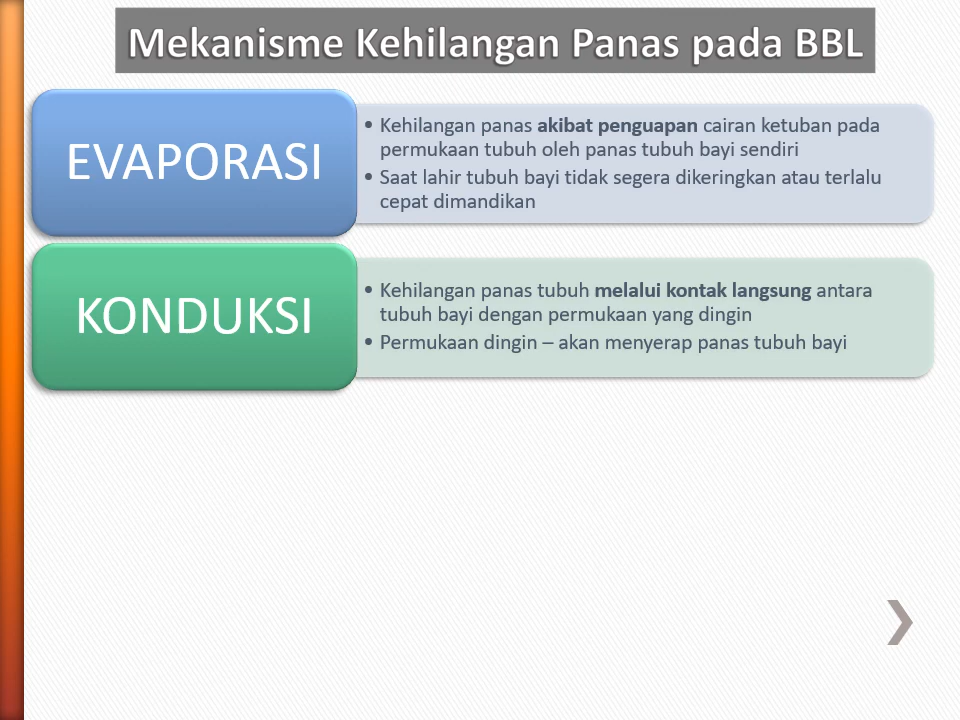 Mekanisme Kehilangan Panas pada BBL
EVAPORASI
• Kehilangan panas akibat penguapan cairan ketuban pada
permukaan tubuh oleh panas tubuh bayi sendiri
• Saat lahir tubuh bayi tidak segera dikeringkan atau terlalu
cepat dimandikan
KONDUKSI
• Kehilangan panas tubuh melalui kontak langsung antara
tubuh bayi dengan permukaan yang dingin
• Permukaan dingin – akan menyerap panas tubuh bayi